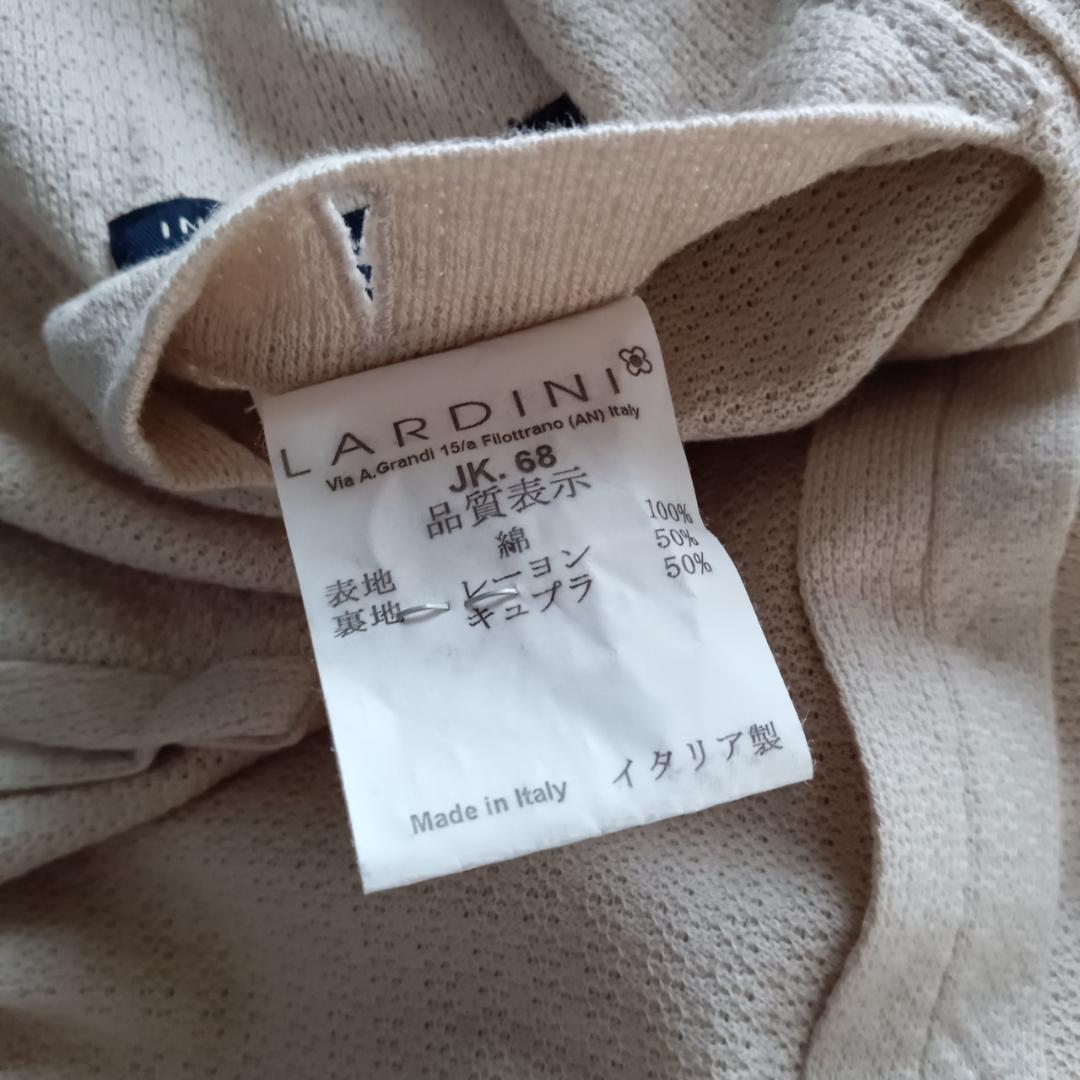 IN
LARDINI
Via A.Grandi 15/a Filottrano (AN) Italy
JK. 68
品質表示
表地 綿 100%
裏地 レーヨン 50%
キュプラ 50%
Made in Italy イタリア製